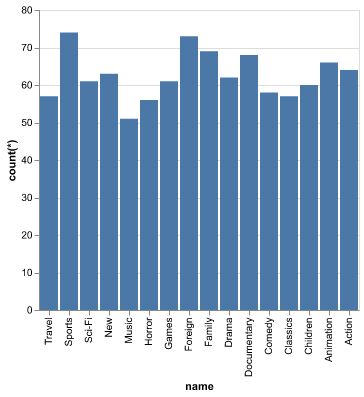 80
70
60
50
40
30
20
10
0
count(*)
Travel
Sports
Sci-Fi
New
Music
Horror
Games
Foreign
Family
Drama
Documentary
Comedy
Classics
Children
Animation
Action
name